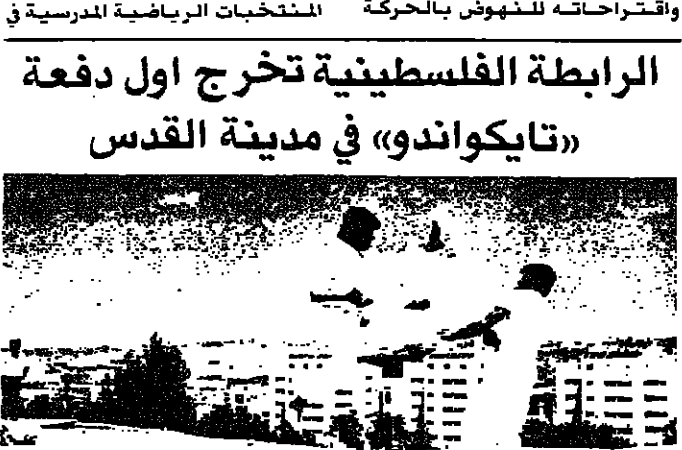 واقتراحاته للنهوض بالحركة
المنتخبات الرياضية المدرسية في
الرابطة الفلسطينية تخرج اول دفعة
«تايكواندو» في مدينة القدس